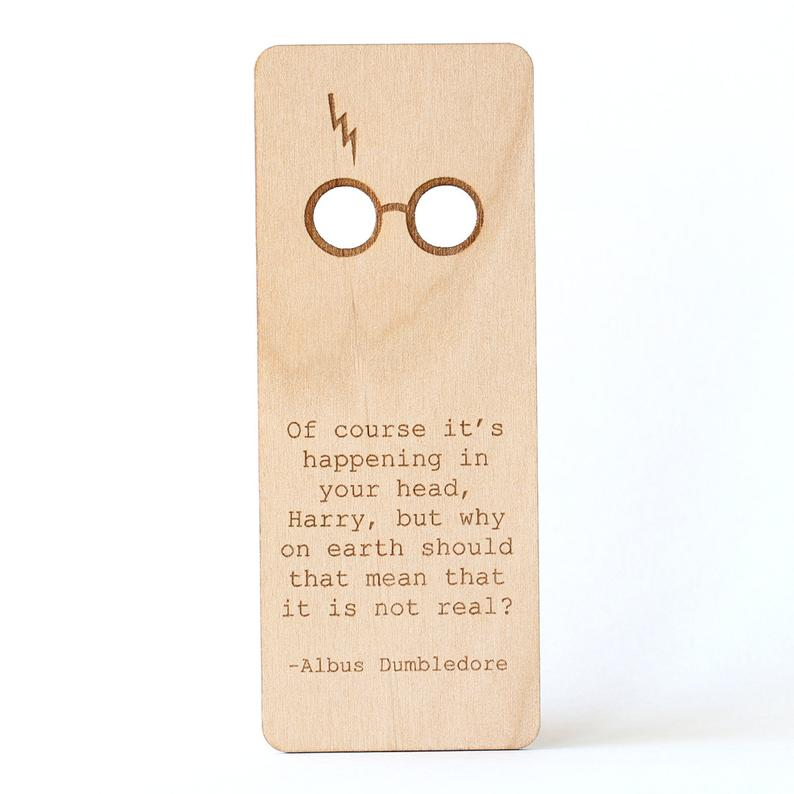 Of course it’s
happening in
your head,
Harry, but why
on earth should
that mean that
it is not real?
-Albus Dumbledore